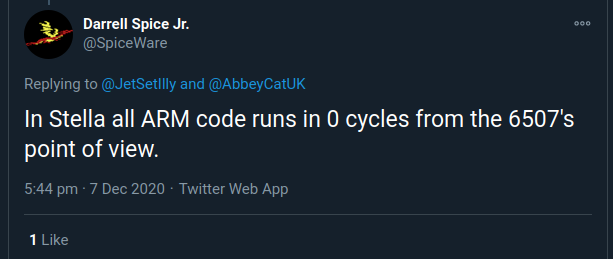 Darrell Spice Jr.
@SpiceWare
Replying to @JetSetIlly and @AbbeyCatUK
In Stella all ARM code runs in 0 cycles from the 6507's
point of view.
5:44 pm · 7 Dec 2020 · Twitter Web App
1 Like